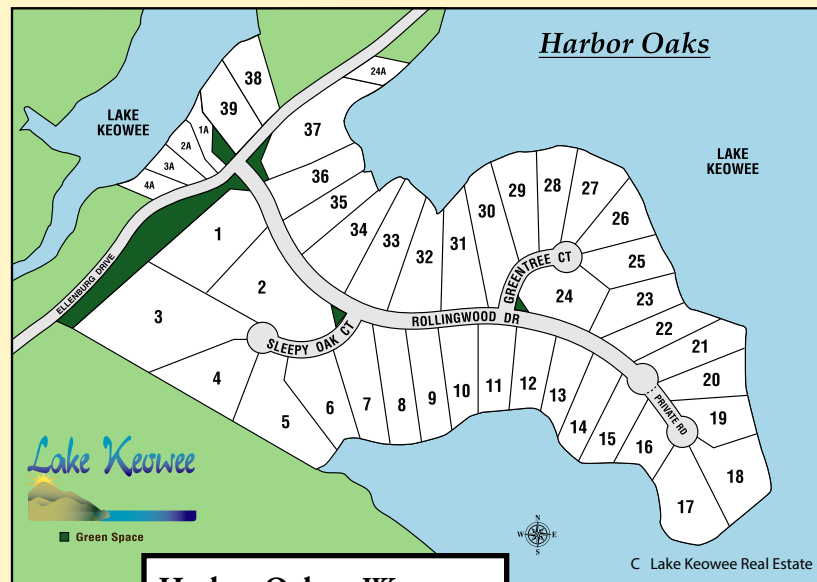 Harbor Oaks
LAKE
KEOWEE
38
24A
39
1A
37
2A
3A
4A
36
35
34
33
32
31
30
29
28
27
26
25
24
23
22
21
20
19
18
17
16
15
14
13
12
11
10
9
8
7
6
5
4
3
2
1
LAKE
KEOWEE
ELLENBURG DRIVE
GREENTREE CT
ROLLINGWOOD DR
SLEEPY OAK CT
PRIVATE RD
Lake Keowee
Green Space
N
W E
S
C Lake Keowee Real Estate